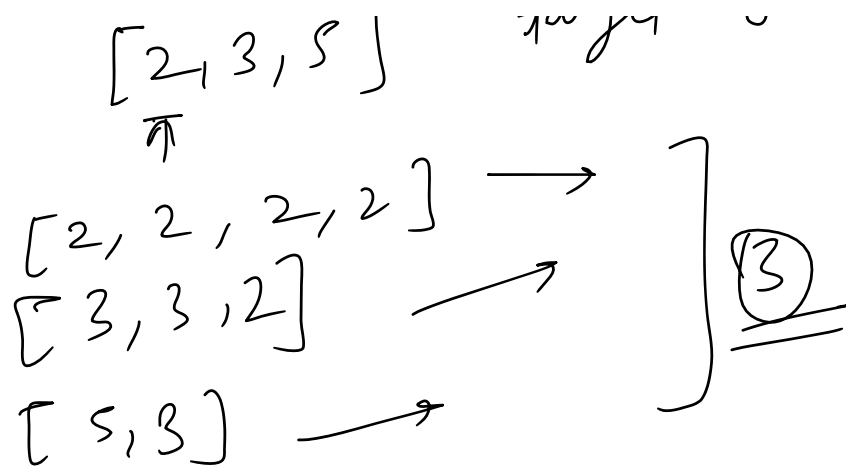 [2, 3, 5]
[2, 2, 2, 2]
[3, 3, 2]
3
[5, 3]